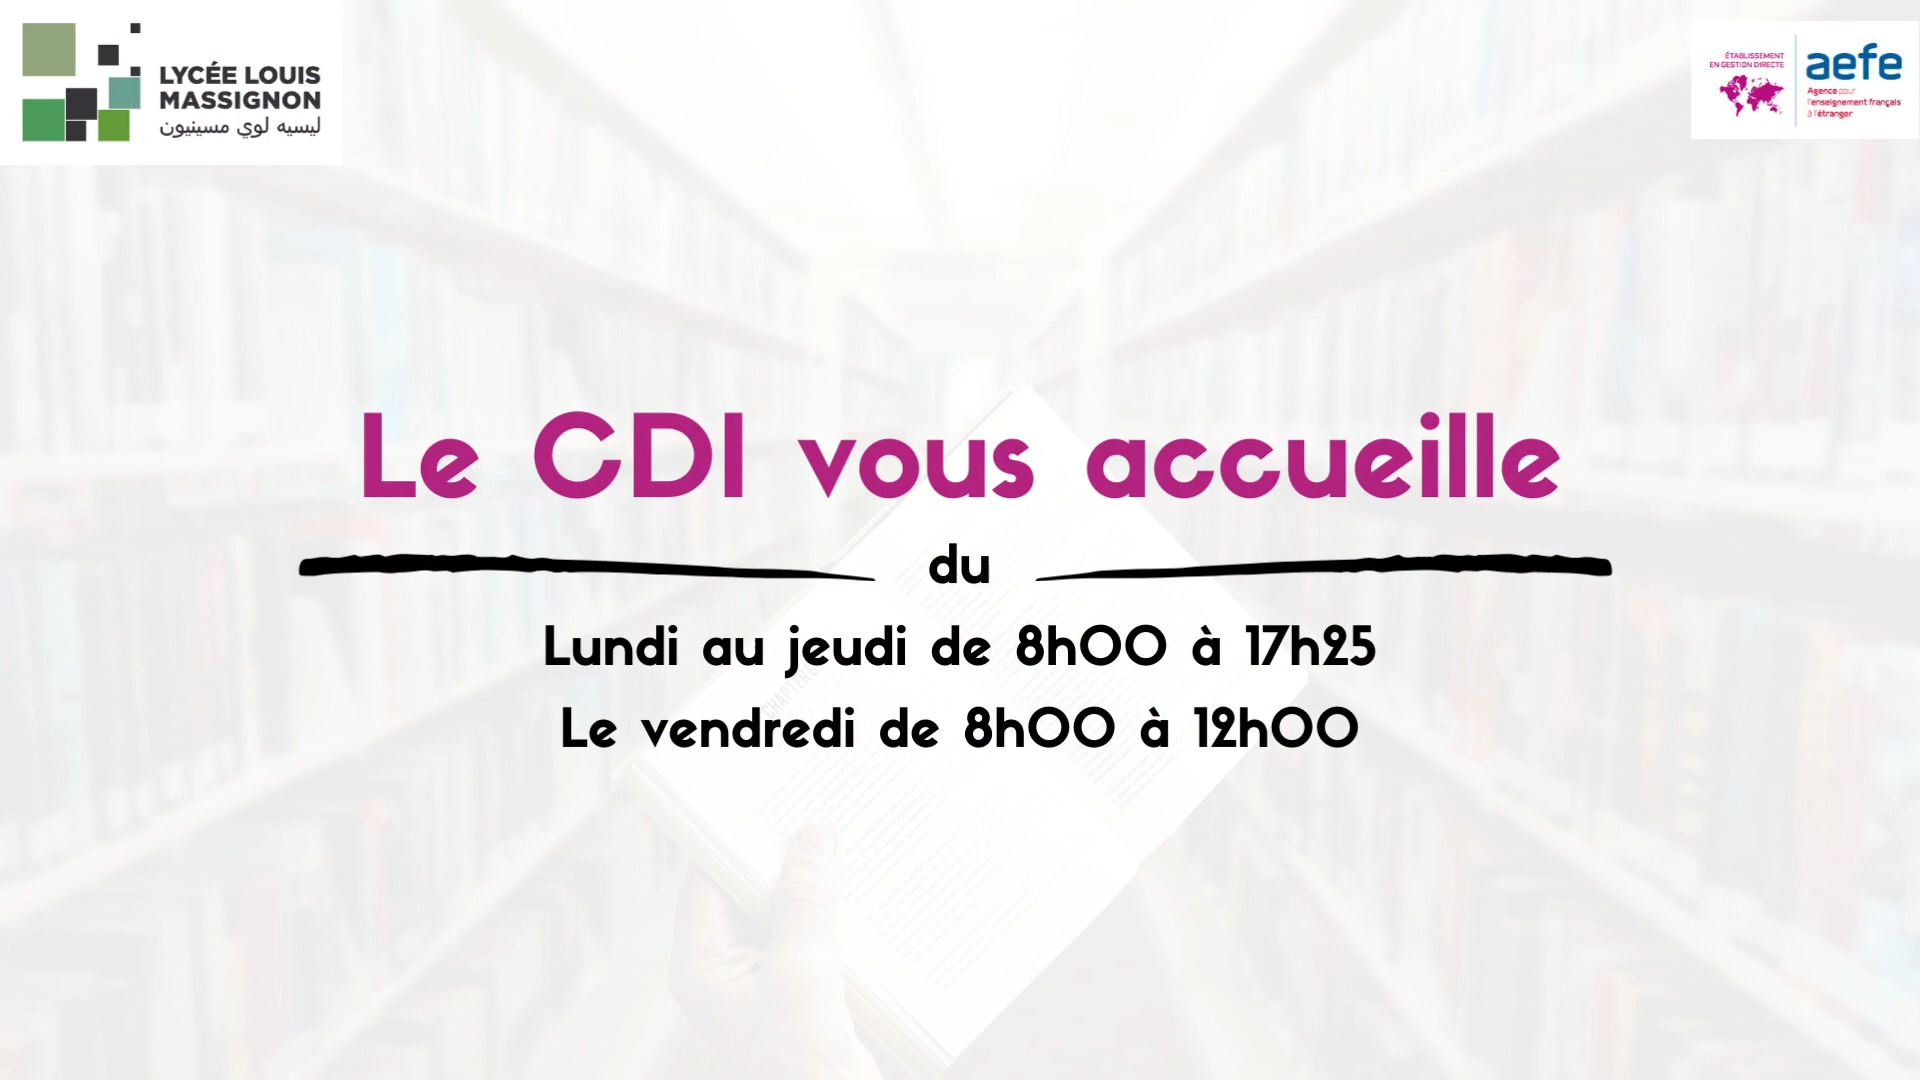 LYCÉE LOUIS
MASSIGNON
ليسيه لوي مسينيون
ÉTABLISSEMENT
EN GESTION DIRECTE
aefe
Agence pour
l'enseignement français
à l'étranger
Le CDI vous accueille
du
Lundi au jeudi de 8h00 à 17h25
Le vendredi de 8h00 à 12h00
CHAPTER